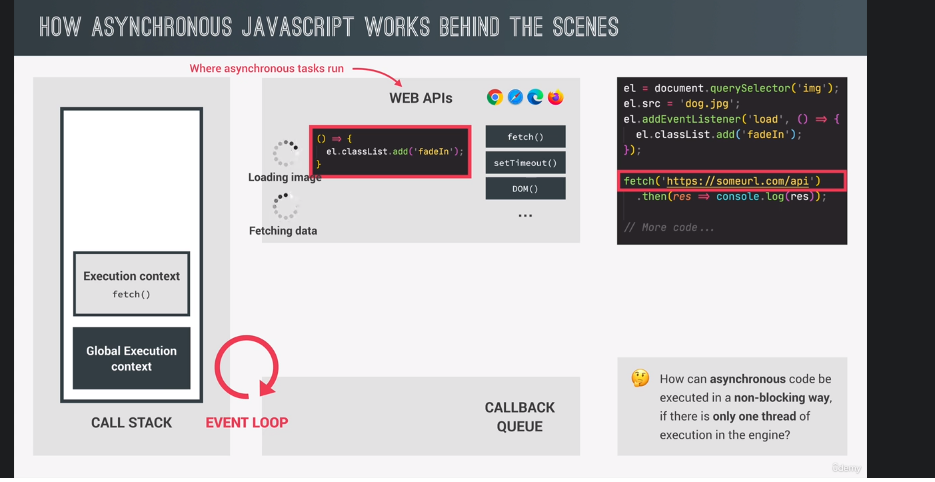 HOW ASYNCHRONOUS JAVASCRIPT WORKS BEHIND THE SCENES
Where asynchronous tasks run
WEB APIs
() => {
el.classList.add('fadeIn');
}
Loading image
Fetching data
fetch()
setTimeout()
DOM()
...
el = document.querySelector('img');
el.src = 'dog.jpg';
el.addEventListener('load', () => {
el.classList.add('fadeIn');
});
fetch('https://someurl.com/api')
.then(res => console.log(res));
// More code...
Execution context
fetch()
Global Execution
context
CALL STACK
EVENT LOOP
CALLBACK
QUEUE
How can asynchronous code be
executed in a non-blocking way,
if there is only one thread of
execution in the engine?
Udemy